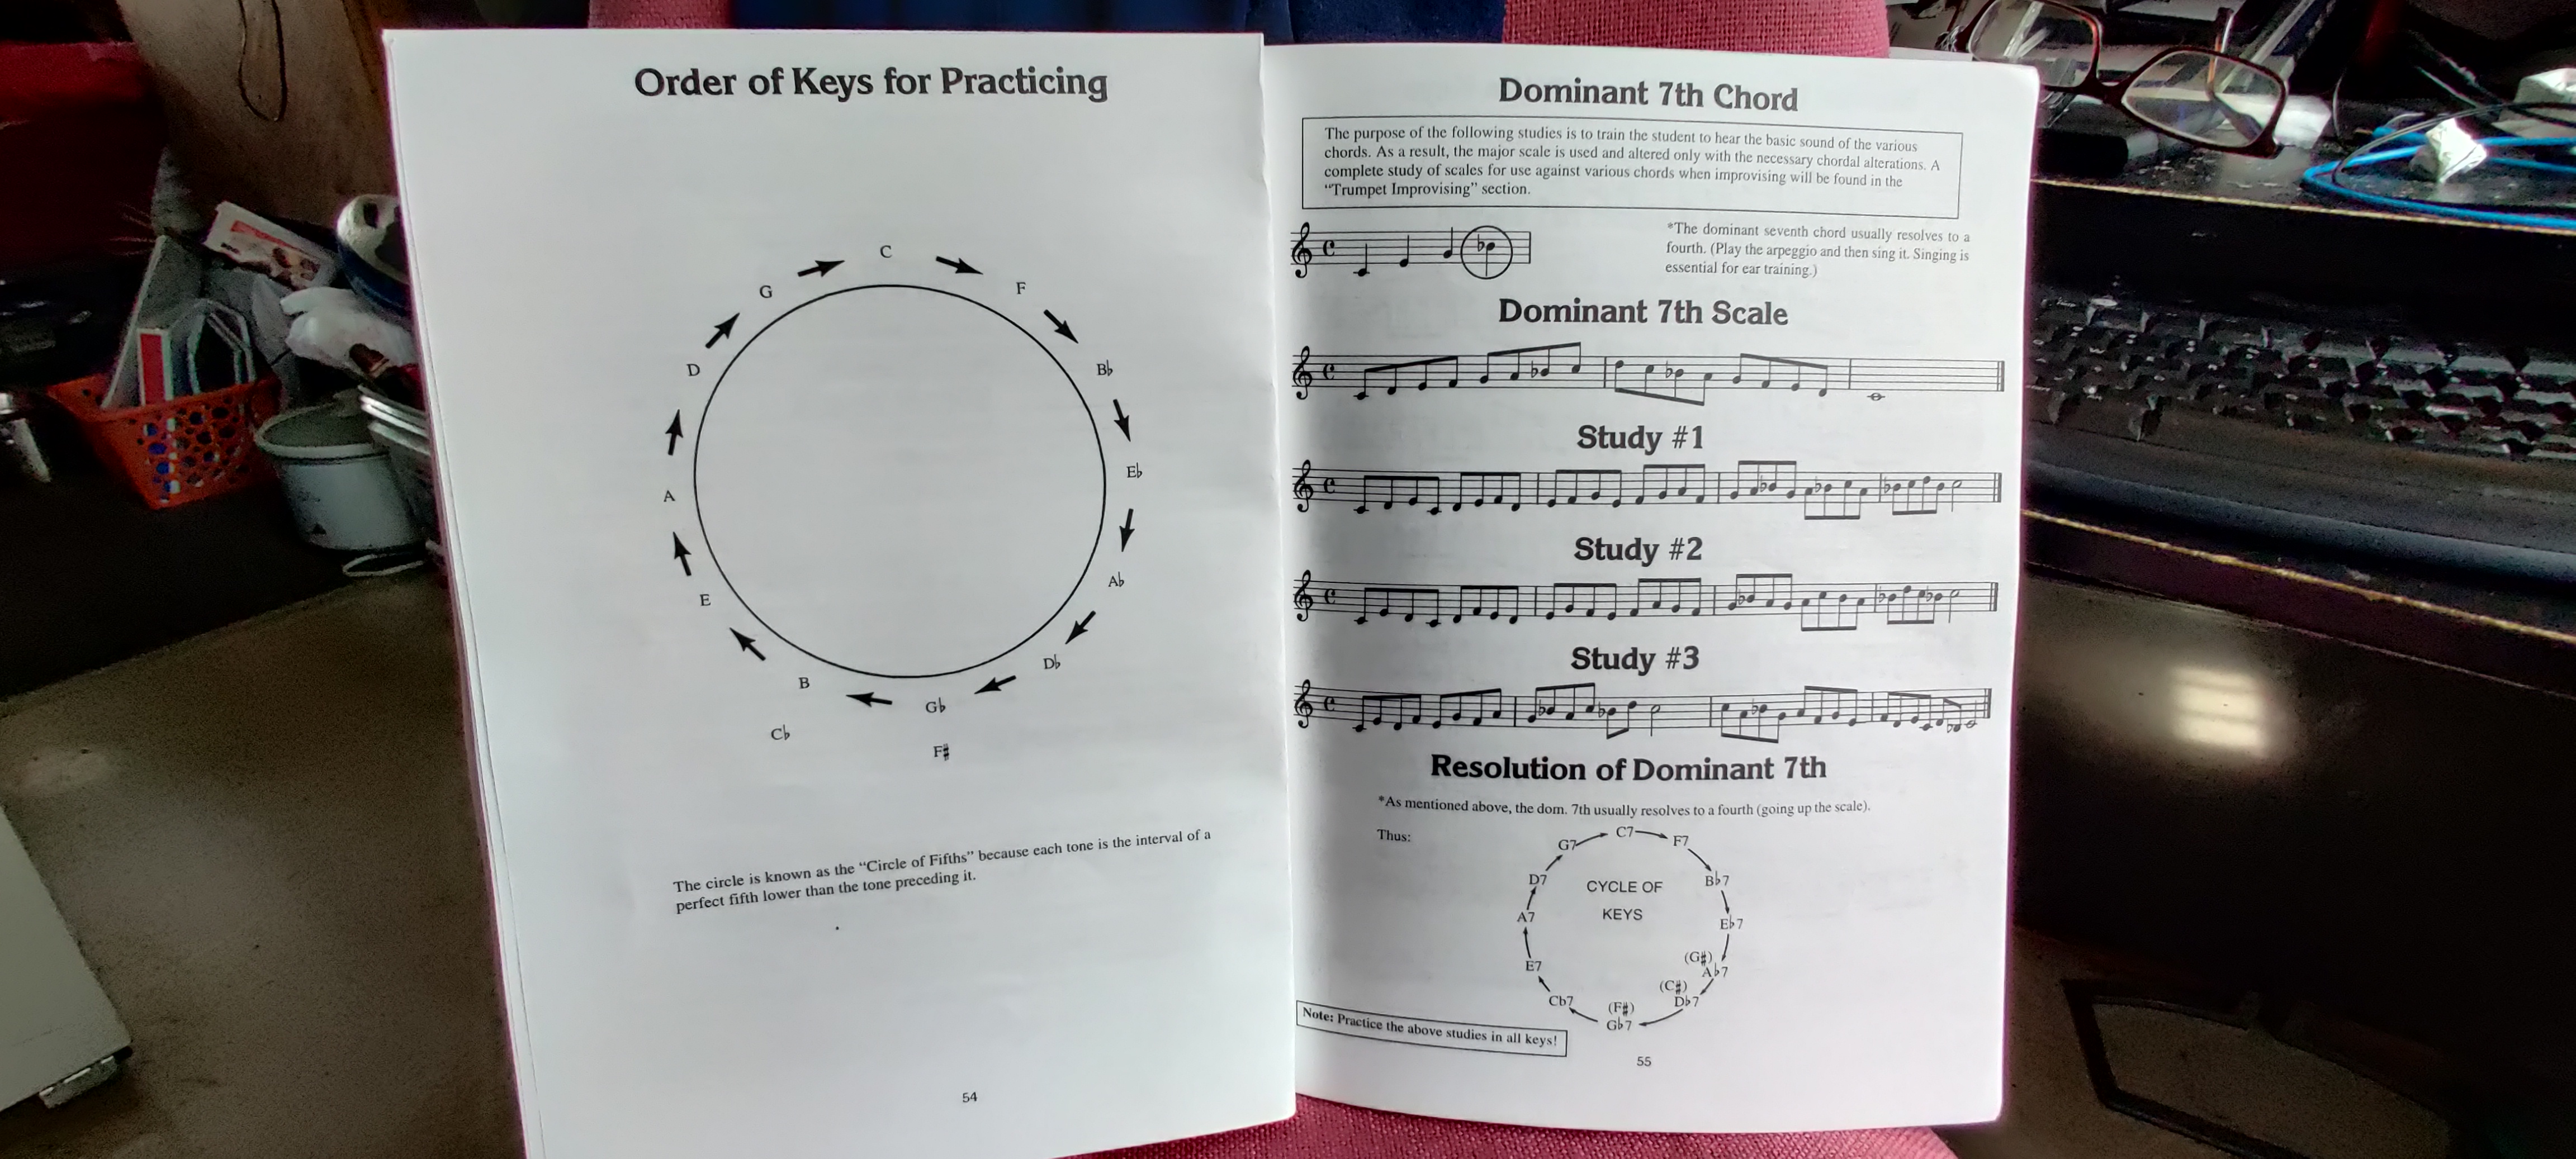 Order of Keys for Practicing
C
F
B♭
E♭
A♭
D♭
G♭
F♯
B
C♭
E
A
D
G
The circle is known as the “Circle of Fifths” because each tone is the interval of a
perfect fifth lower than the tone preceding it.
54
Dominant 7th Chord
The purpose of the following studies is to train the student to hear the basic sound of the various
chords. As a result, the major scale is used and altered only with the necessary chordal alterations. A
complete study of scales for use against various chords when improvising will be found in the
“Trumpet Improvising” section.
*The dominant seventh chord usually resolves to a
fourth. (Play the arpeggio and then sing it. Singing is
essential for ear training.)
Dominant 7th Scale
Study #1
Study #2
Study #3
Resolution of Dominant 7th
*As mentioned above, the dom. 7th usually resolves to a fourth (going up the scale).
Thus:
C7
F7
B♭7
E♭7
(G♯)
A♭7
(C♯)
D♭7
(F♯)
G♭7
Cb7
E7
A7
D7
G7
CYCLE OF
KEYS
Note: Practice the above studies in all keys!
55